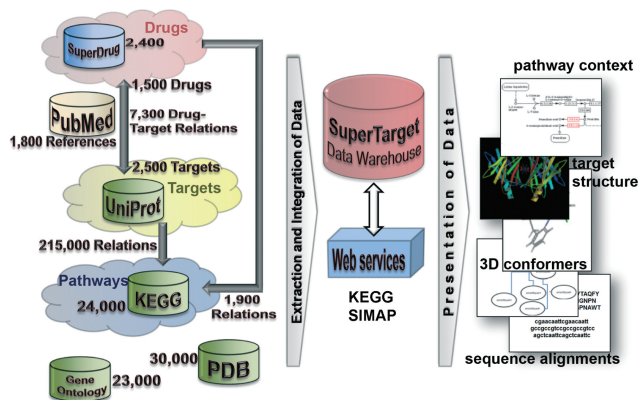 Drugs
SuperDrug
2,400
1,500 Drugs
PubMed
7,300 Drug-
Target Relations
1,800 References
2,500 Targets
Targets
UniProt
215,000 Relations
Pathways
KEGG
24,000
1,900
Relations
30,000
PDB
Gene
Ontology
23,000
Extraction and Integration of Data
SuperTarget
Data Warehouse
Web services
KEGG
SIMAP
Presentation of Data
pathway context
target
structure
3D conformers
YTAQFY
GNPN
PNAWT
cgaacaattcgaacaatt
gccgccgtccgccgccgtcc
agctcaattcagctcaattc
sequence alignments